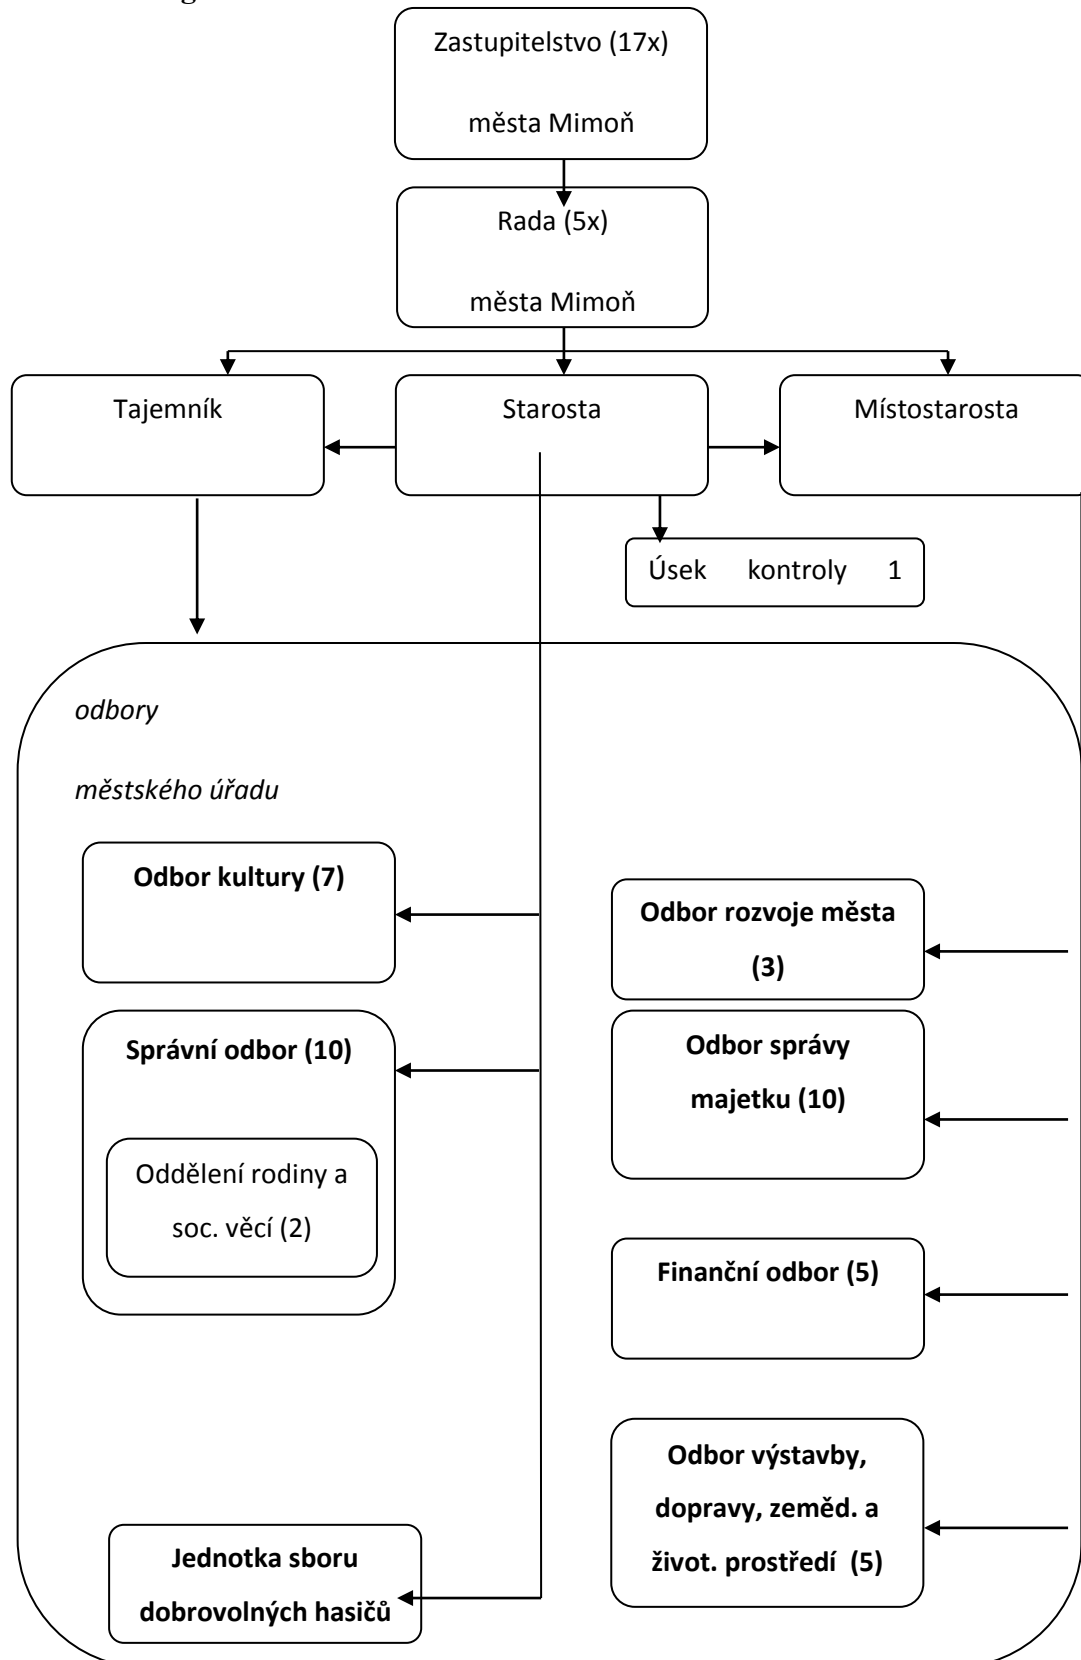 Zastupitelstvo (17x)
města Mimoň
Rada (5x)
města Mimoň
Tajemník
Starosta
Místostarosta
Úsek kontroly 1
odbory
městského úřadu
Odbor kultury (7)
Odbor rozvoje města
(3)
Správní odbor (10)
Odbor správy
majetku (10)
Oddělení rodiny a
soc. věcí (2)
Finanční odbor (5)
Odbor výstavby,
dopravy, zeměd. a
život. prostředí (5)
Jednotka sboru
dobrovolných hasičů